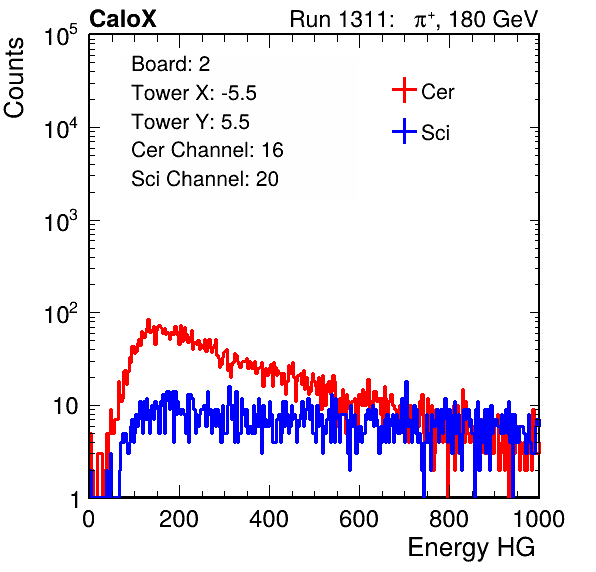 CaloX Run 1311: π⁺, 180 GeV
Counts
10⁵
10⁴
10³
10²
10
1
Board: 2
Tower X: -5.5
Tower Y: 5.5
Cer Channel: 16
Sci Channel: 20
Cer
Sci
0 200 400 600 800 1000
Energy HG